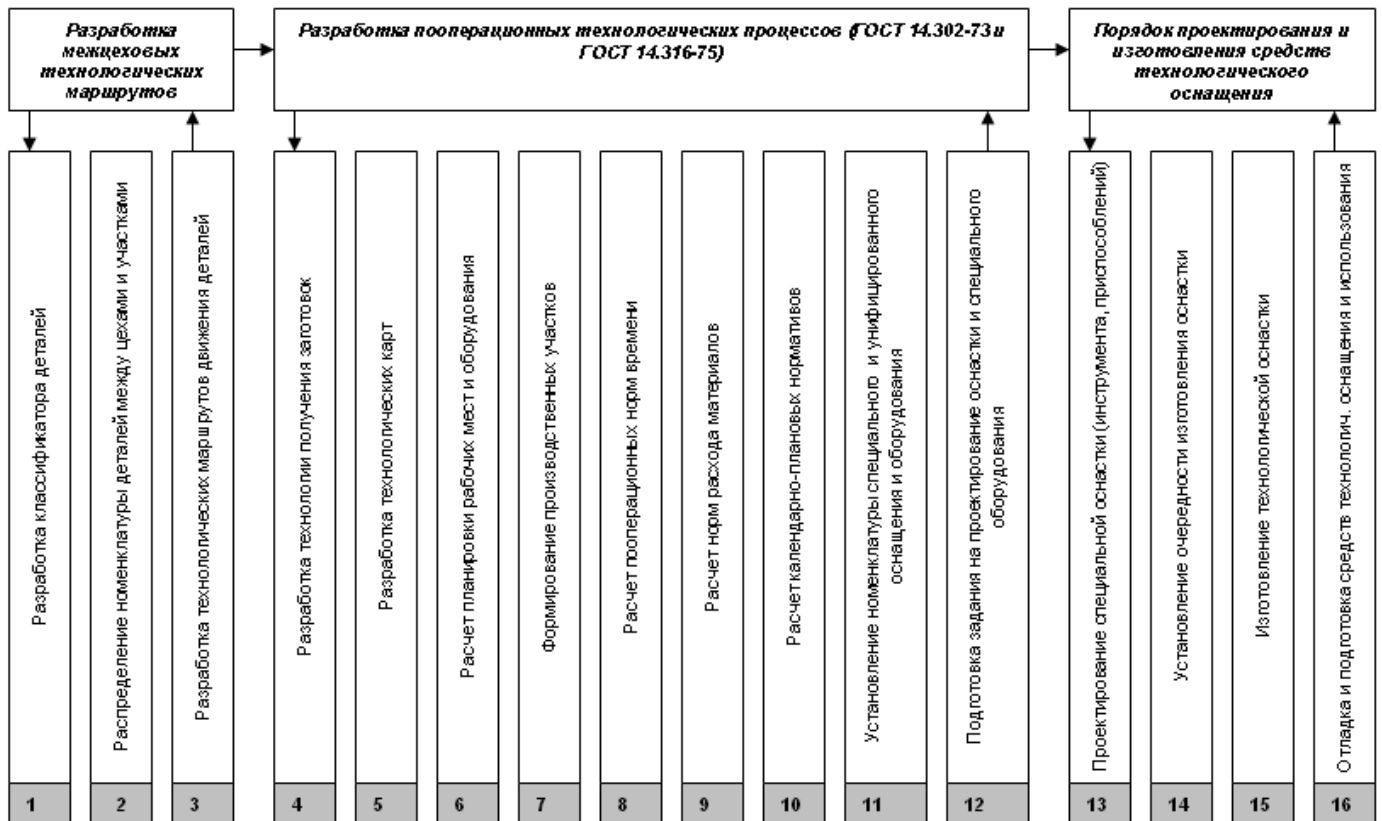 Разработка
межцеховых
технологических
маршрутов
Разработка пооперационных технологических процессов (ГОСТ 14.302-73 и
ГОСТ 14.316-75)
Порядок проектирования и
изготовления средств
технологического
оснащения
Разработка классификатора деталей
Распределение номенклатуры деталей между цехами и участками
Разработка технологических маршрутов движения деталей
Разработка технологии получения заготовок
Разработка технологических карт
Расчет планировки рабочих мест и оборудования
Формирование производственных участков
Расчет пооперационных норм времени
Расчет норм расхода материалов
Расчет календарно-плановых нормативов
Установление номенклатуры специального и унифицированного
оснащения и оборудования
Подготовка задания на проектирование оснастки и специального
оборудования
Проектирование специальной оснастки (инструмента, приспособлений)
Установление очередности изготовления оснастки
Изготовление технологической оснастки
Отладка и подготовка средств технологич. оснащения и использования
1
2
3
4
5
6
7
8
9
10
11
12
13
14
15
16